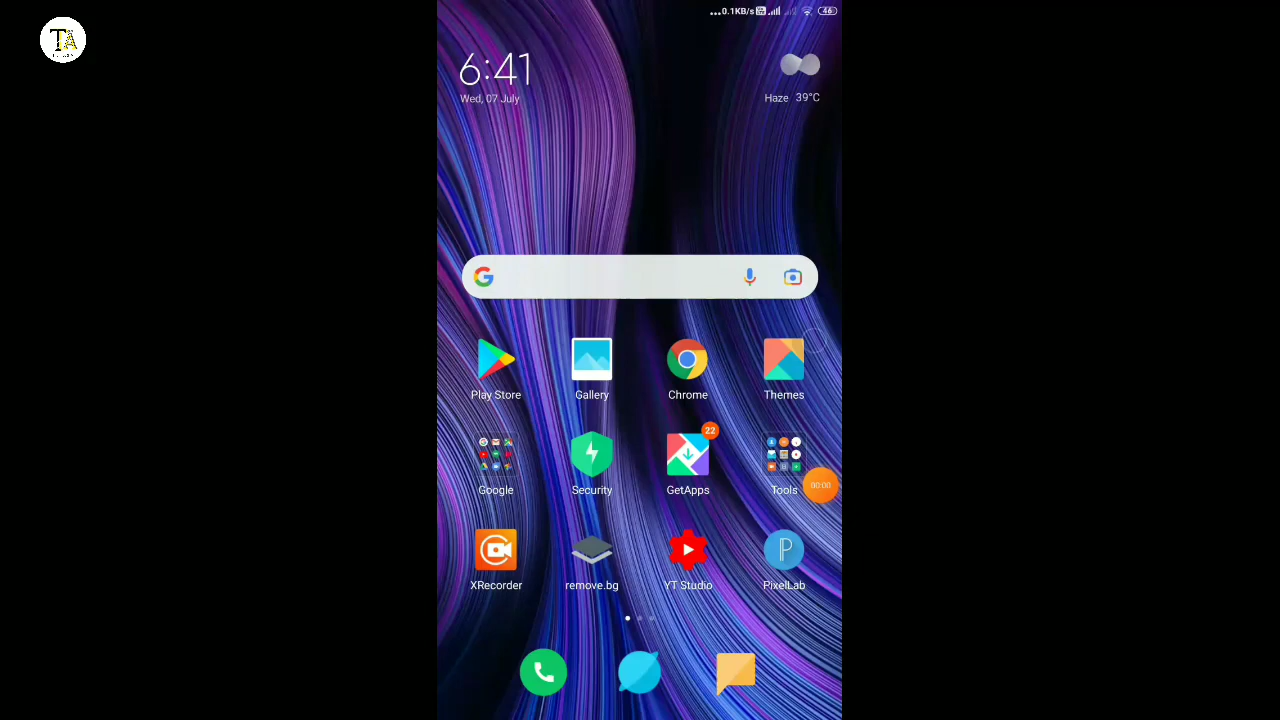 TA
...0.1KB/s 46
6:41
Wed, 07 July
Haze 39°C
Play Store
Gallery
Chrome
Themes
22
Google
Security
GetApps
Tools
00:00
XRecorder
remove.bg
YT Studio
PixelLab